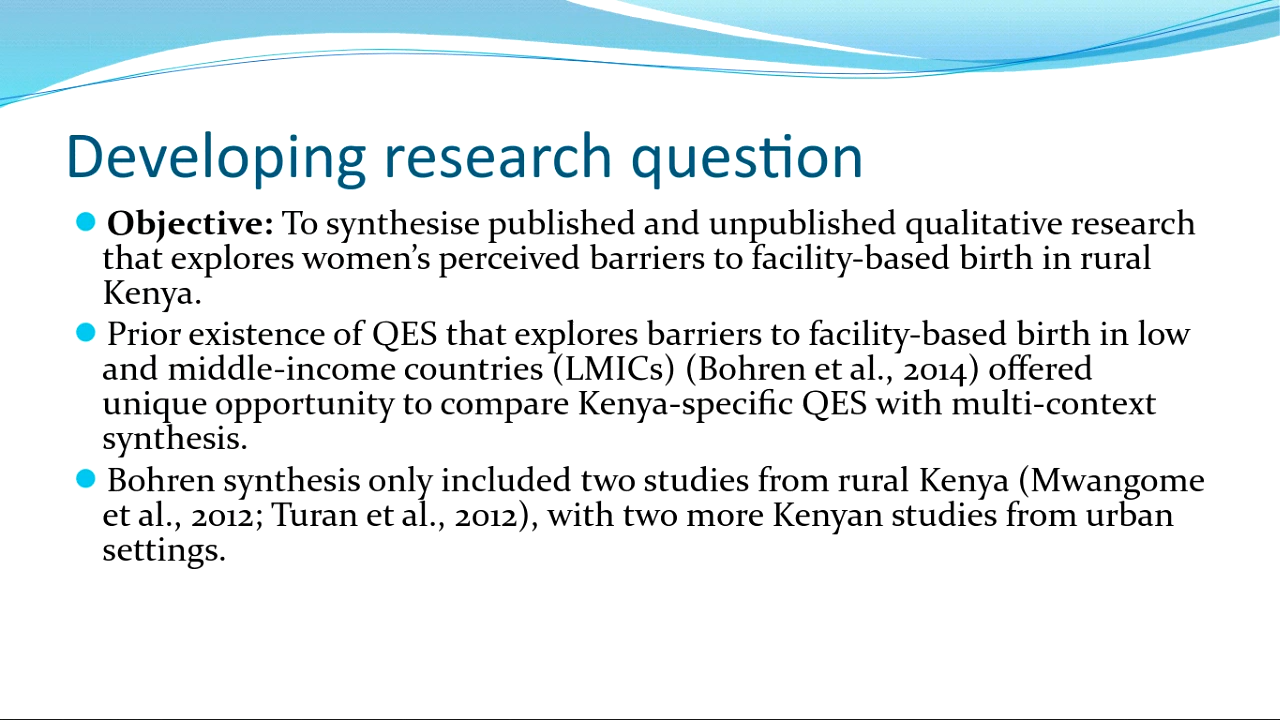 Developing research question
Objective: To synthesise published and unpublished qualitative research
that explores women’s perceived barriers to facility-based birth in rural
Kenya.
Prior existence of QES that explores barriers to facility-based birth in low
and middle-income countries (LMICs) (Bohren et al., 2014) offered
unique opportunity to compare Kenya-specific QES with multi-context
synthesis.
Bohren synthesis only included two studies from rural Kenya (Mwangome
et al., 2012; Turan et al., 2012), with two more Kenyan studies from urban
settings.